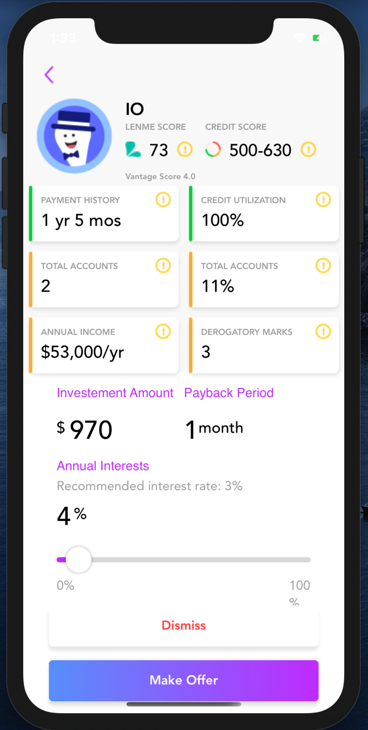 1:33
IO
LENME SCORE CREDIT SCORE
73 500-630
Vantage Score 4.0
PAYMENT HISTORY CREDIT UTILIZATION
1 yr 5 mos 100%
TOTAL ACCOUNTS TOTAL ACCOUNTS
2 11%
ANNUAL INCOME DEROGATORY MARKS
$53,000/yr 3
Investement Amount Payback Period
$ 970 1 month
Annual Interests
Recommended interest rate: 3%
4 %
0% 100
%
Dismiss
Make Offer